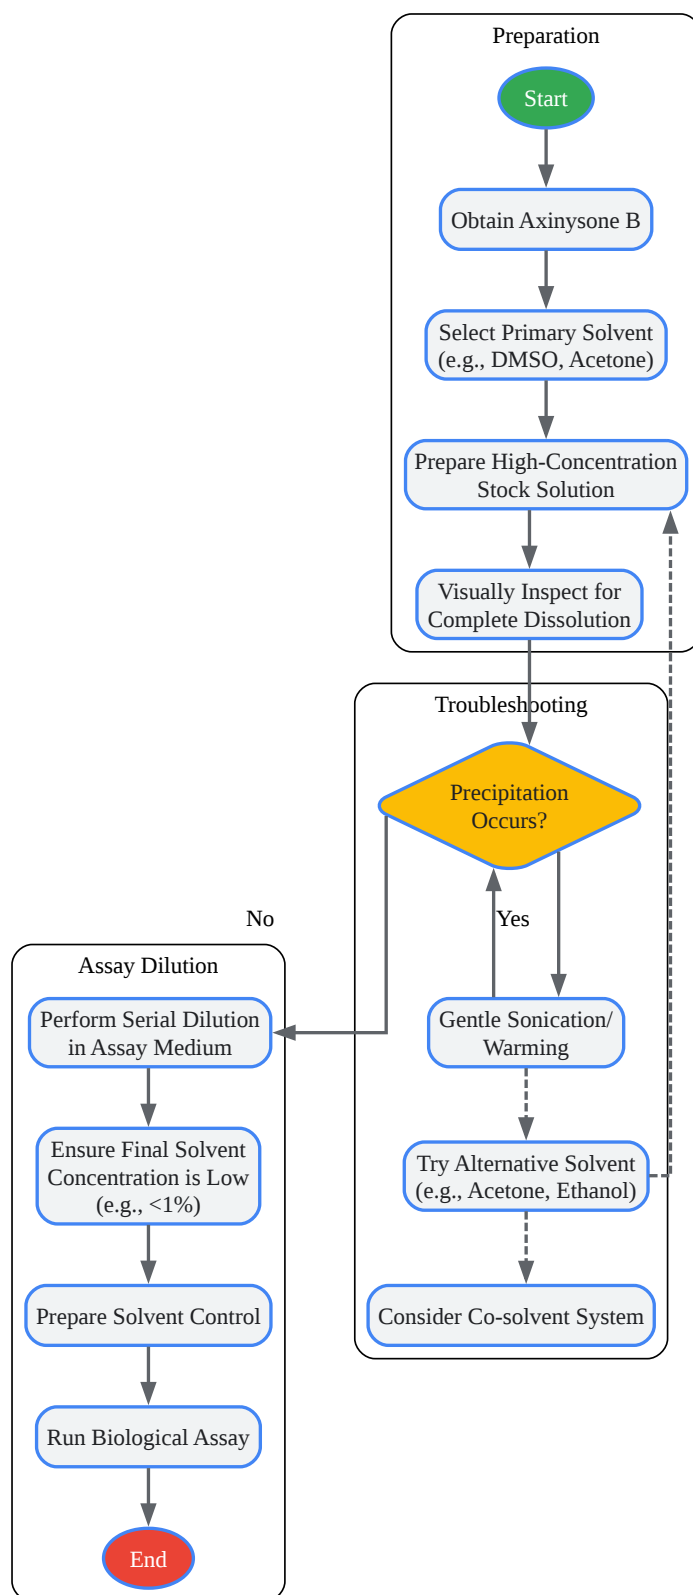 Preparation
Start
Obtain Axinysone B
Select Primary Solvent
(e.g., DMSO, Acetone)
Prepare High-Concentration
Stock Solution
Visually Inspect for
Complete Dissolution
Troubleshooting
Precipitation
Occurs?
No
Yes
Assay Dilution
Perform Serial Dilution
in Assay Medium
Gentle Sonication/
Warming
Ensure Final Solvent
Concentration is Low
(e.g., <1%)
Try Alternative Solvent
(e.g., Acetone, Ethanol)
Prepare Solvent Control
Consider Co-solvent System
Run Biological Assay
End